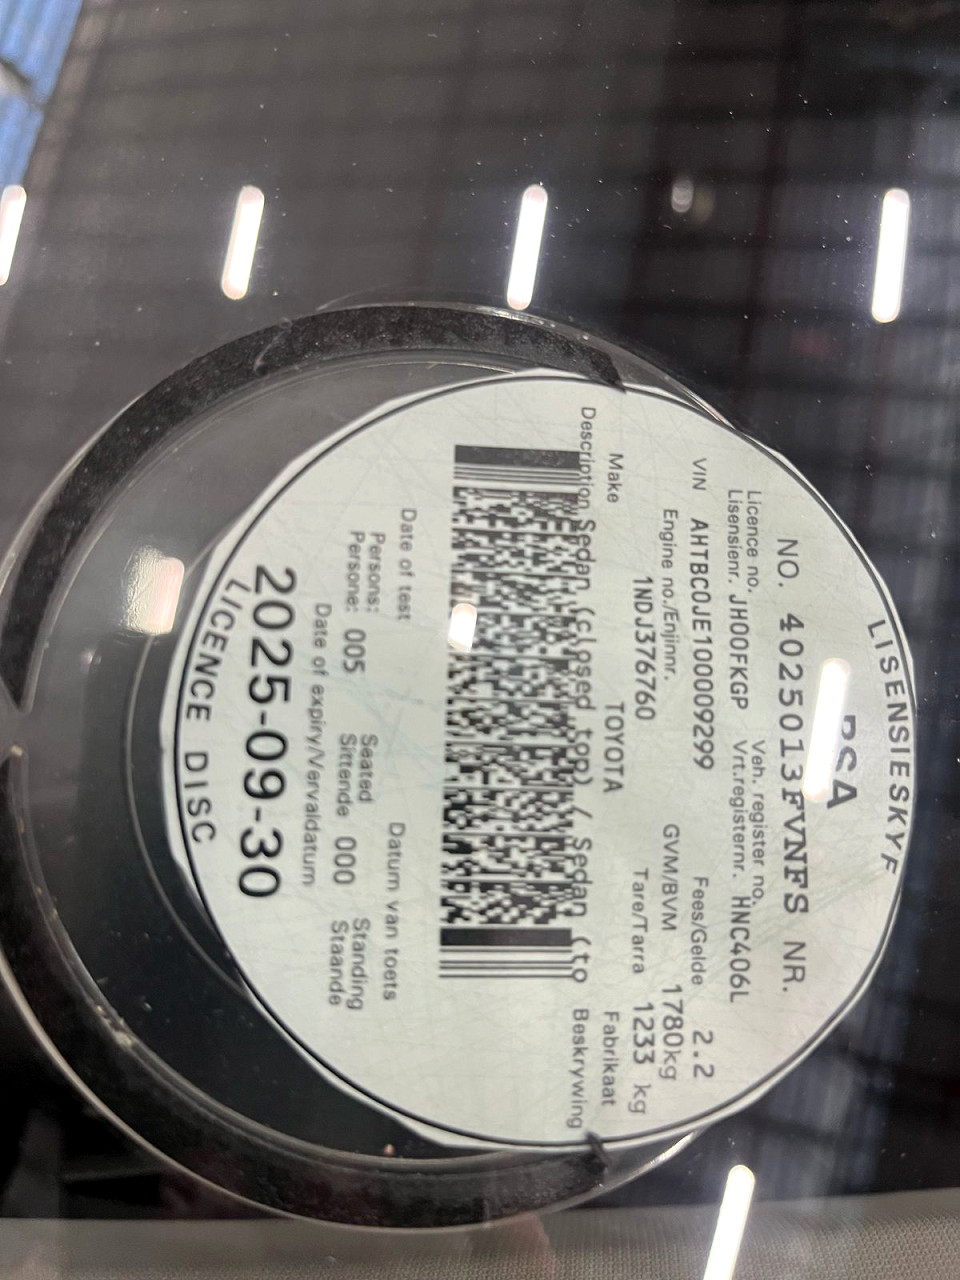 LISENSIESKYF
RSA
NO. 4025013FVNFS NR.
Licence no. Veh. register no.
Lisensienr. JH00FKGP Vrt.registernr. HNC406L
VIN AHTBC0JE100009299 Fees/Gelde 2.2
Engine no./Enjinnr. GVM/BVM 1780kg
1NDJ376760 Tare/Tarra 1233 kg
Make TOYOTA Fabrikaat
Description Sedan (closed top) / Sedan (to Beskrywing
Date of test Datum van toets
Persons: Seated Standing
Persone: 005 Sittende 000 Staande
Date of expiry/Vervaldatum
2025-09-30
LICENCE DISC